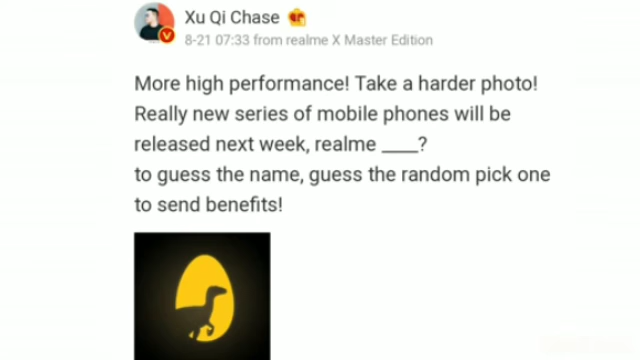 Xu Qi Chase
8-21 07:33 from realme X Master Edition
More high performance! Take a harder photo!
Really new series of mobile phones will be
released next week, realme ____?
to guess the name, guess the random pick one
to send benefits!